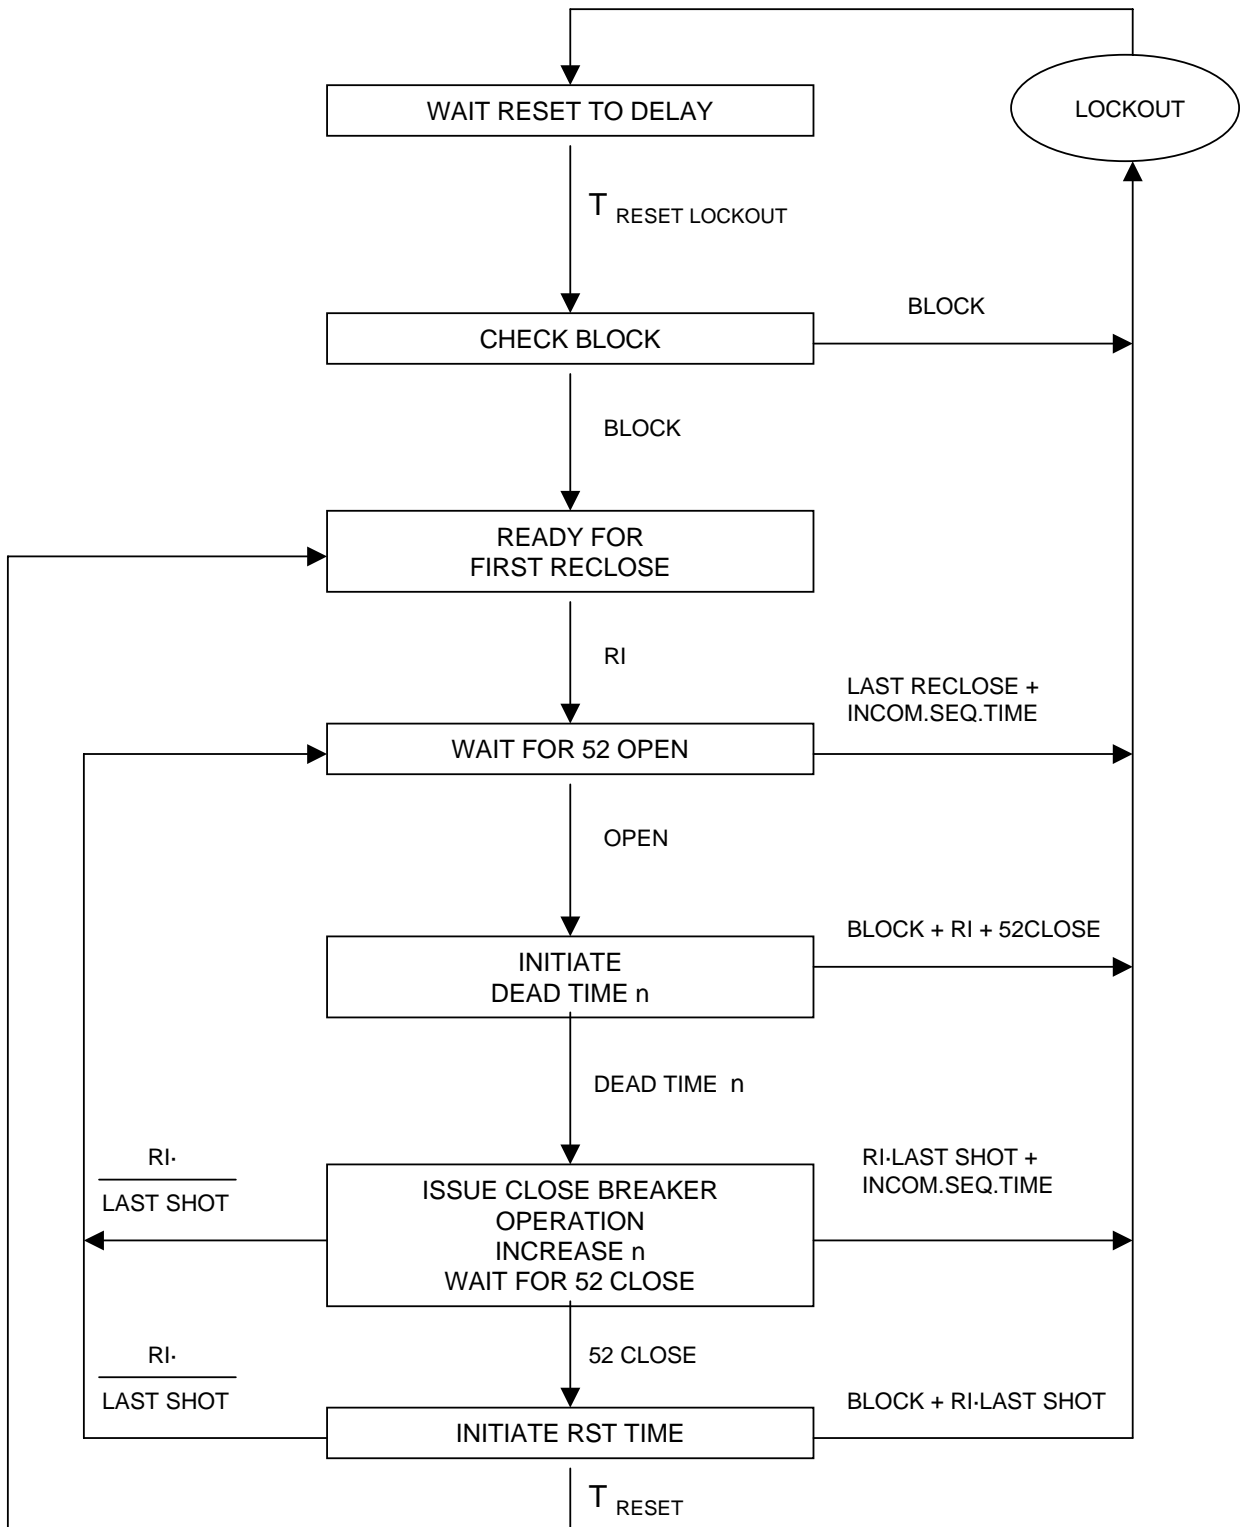 WAIT RESET TO DELAY
LOCKOUT
T RESET LOCKOUT
BLOCK
CHECK BLOCK
BLOCK
READY FOR
FIRST RECLOSE
RI
LAST RECLOSE +
INCOM.SEQ.TIME
WAIT FOR 52 OPEN
OPEN
BLOCK + RI + 52CLOSE
INITIATE
DEAD TIME n
DEAD TIME n
RI·
LAST SHOT
RI·LAST SHOT +
INCOM.SEQ.TIME
ISSUE CLOSE BREAKER
OPERATION
INCREASE n
WAIT FOR 52 CLOSE
RI·
LAST SHOT
52 CLOSE
BLOCK + RI·LAST SHOT
INITIATE RST TIME
T RESET